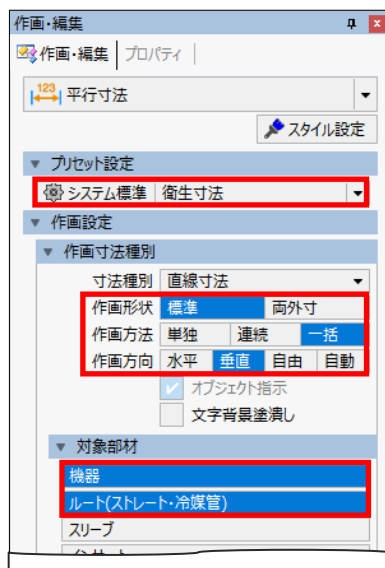 作画・編集
作画・編集 プロパティ
123 平行寸法
スタイル設定
プリセット設定
システム標準 衛生寸法
作画設定
作画寸法種別
寸法種別 直線寸法
作画形状 標準 両外寸
作画方法 単独 連続 一括
作画方向 水平 垂直 自由 自動
オブジェクト指示
文字背景塗潰し
対象部材
機器
ルート(ストレート・冷媒管)
スリーブ